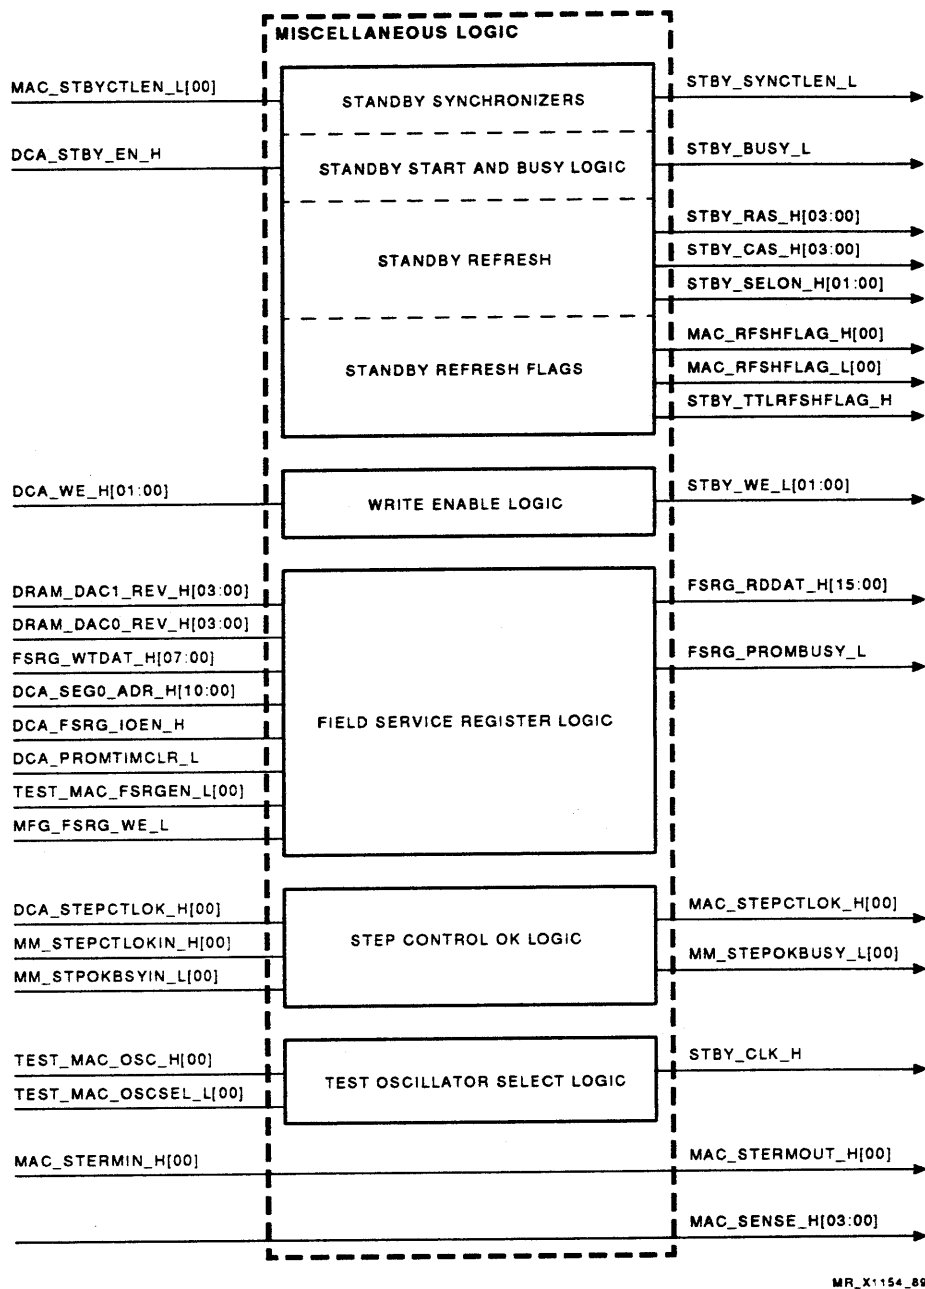 MISCELLANEOUS LOGIC
MAC_STBYCTLEN_L[00]
STANDBY SYNCHRONIZERS
STBY_SYNCTLEN_L
DCA_STBY_EN_H
STANDBY START AND BUSY LOGIC
STBY_BUSY_L
STANDBY REFRESH
STBY_RAS_H[03:00]
STBY_CAS_H[03:00]
STBY_SELON_H[01:00]
STANDBY REFRESH FLAGS
MAC_RFSHFLAG_H[00]
MAC_RFSHFLAG_L[00]
STBY_TTLRFSHFLAG_H
DCA_WE_H[01:00]
WRITE ENABLE LOGIC
STBY_WE_L[01:00]
DRAM_DAC1_REV_H[03:00]
DRAM_DAC0_REV_H[03:00]
FSRG_WTDAT_H[07:00]
DCA_SEG0_ADR_H[10:00]
DCA_FSRG_IOEN_H
DCA_PROMTIMCLR_L
TEST_MAC_FSRGEN_L[00]
MFG_FSRG_WE_L
FIELD SERVICE REGISTER LOGIC
FSRG_RDDAT_H[15:00]
FSRG_PROMBUSY_L
DCA_STEPCTLOK_H[00]
MM_STEPCTLOKIN_H[00]
MM_STPOKBSYIN_L[00]
STEP CONTROL OK LOGIC
MAC_STEPCTLOK_H[00]
MM_STEPOKBUSY_L[00]
TEST_MAC_OSC_H[00]
TEST_MAC_OSCSEL_L[00]
TEST OSCILLATOR SELECT LOGIC
STBY_CLK_H
MAC_STERMIN_H[00]
MAC_STERMOUT_H[00]
MAC_SENSE_H[03:00]
MR_X1154_89